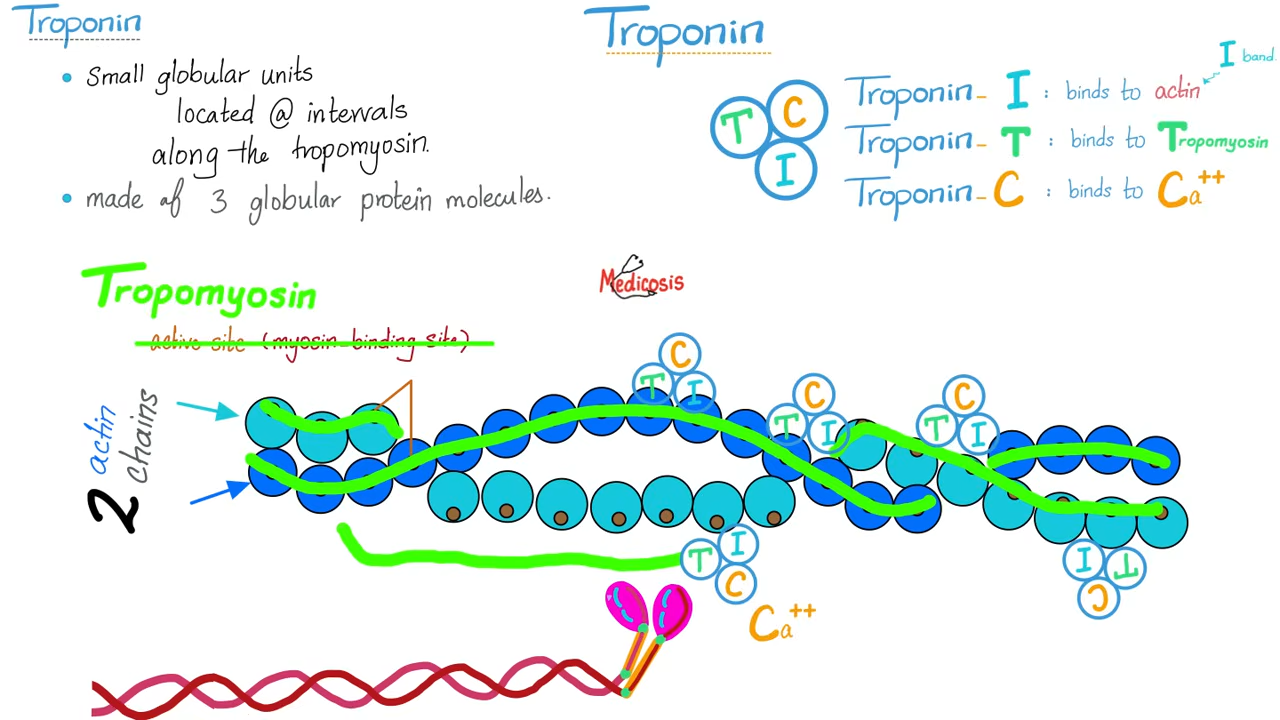 Troponin
• small globular units
located @ intervals
along the tropomyosin.
• made of 3 globular protein molecules.
Troponin
I band
T C I
Troponin- I : binds to actin
Troponin- T : binds to Tropomyosin
Troponin- C : binds to Ca++
Medicosis
Tropomyosin
active site (myosin-binding site)
2 actin chains
C
T I
C
T I
C
T I
T I
C
I T
C
Ca++